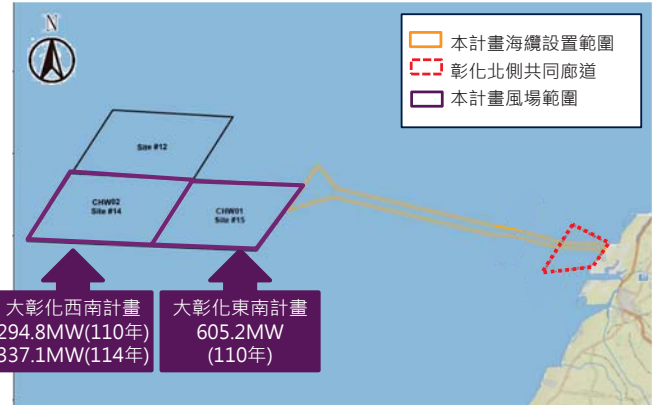 N
本計畫海纜設置範圍
彰化北側共同廊道
本計畫風場範圍
Site #12
CHW02
Site #14
CHW01
Site #15
大彰化西南計畫
294.8MW(110年)
337.1MW(114年)
大彰化東南計畫
605.2MW
(110年)